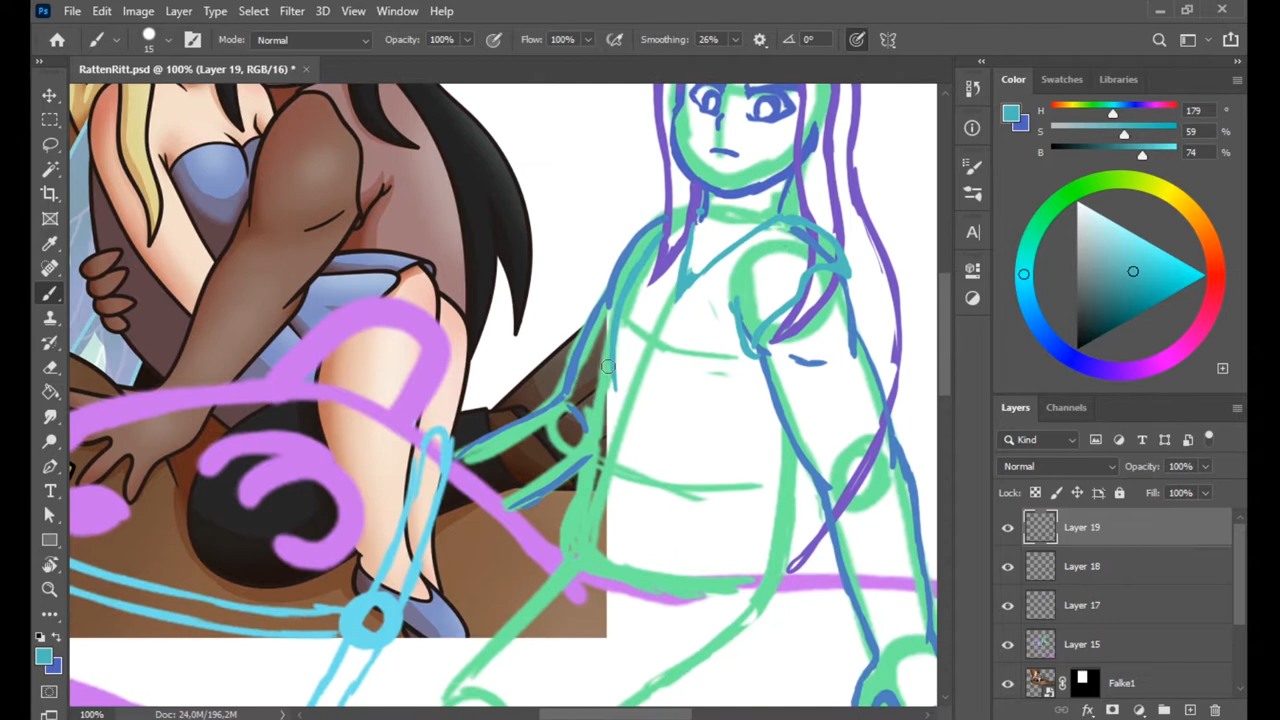 Ps File Edit Image Layer Type Select Filter 3D View Window Help
15 Mode: Normal Opacity: 100% Flow: 100% Smoothing: 26% 0°
RattenRitt.psd @ 100% (Layer 19, RGB/16) *
Color Swatches Libraries
H 179 °
S 59 %
B 74 %
Layers Channels
Kind
Normal Opacity: 100%
Lock: Fill: 100%
Layer 19
Layer 18
Layer 17
Layer 15
Falke1
fx
100% Doc: 24,0M/196,2M